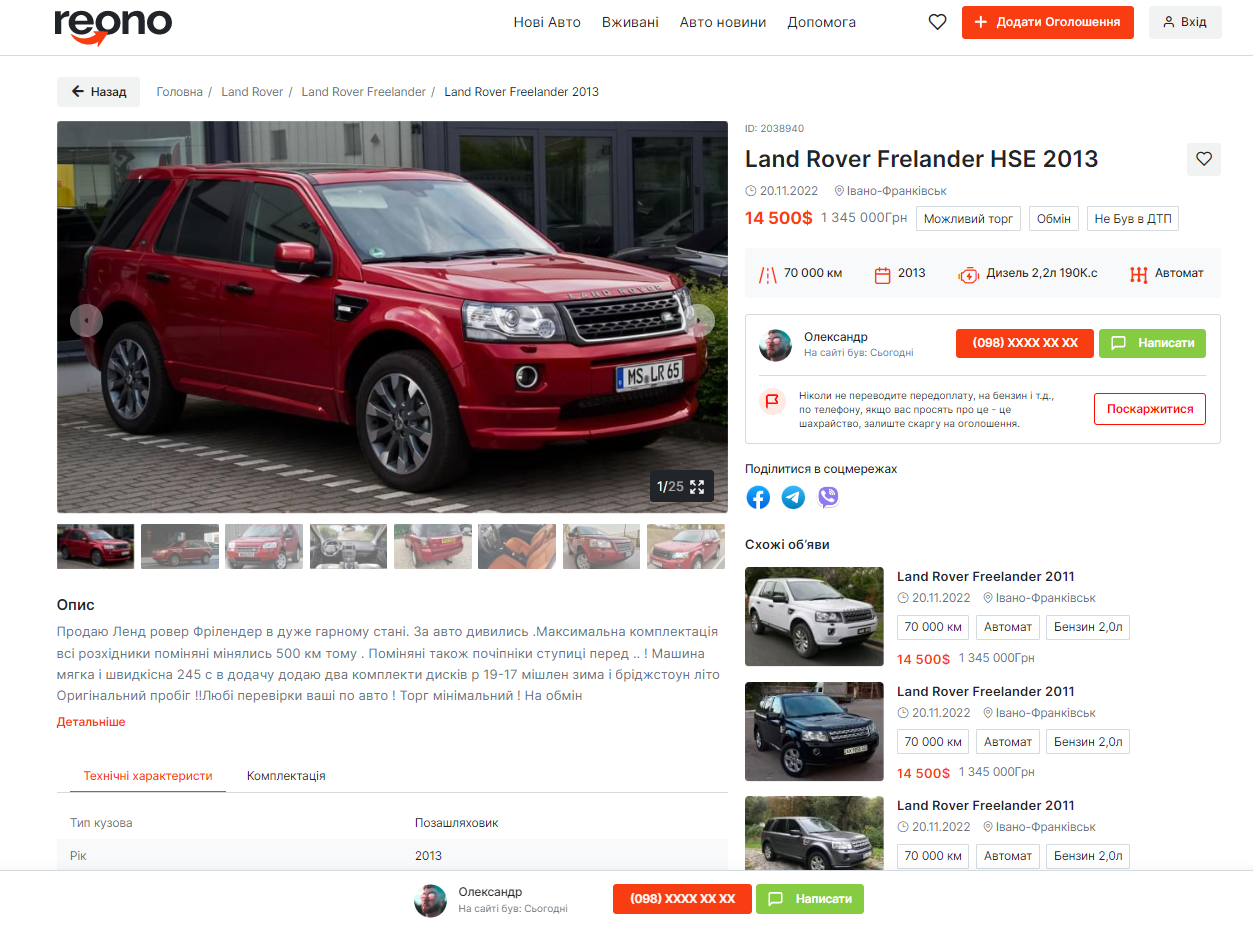 reono
Нові Авто
Вживані
Авто новини
Допомога
Додати Оголошення
Вхід
Назад
Головна / Land Rover / Land Rover Freelander / Land Rover Freelander 2013
LAND ROVER
MS LR 65
1/25
ID: 2038940
Land Rover Frelander HSE 2013
20.11.2022 Івано-Франківськ
14 500$ 1 345 000Грн Можливий торг Обмін Не Був в ДТП
70 000 км 2013 Дизель 2,2л 190К.с Автомат
Олександр
На сайті був: Сьогодні
(098) XXXX XX XX
Написати
Ніколи не переводите передоплату, на бензин і т.д.,
по телефону, якщо вас просять про це - це
шахрайство, залиште скаргу на оголошення.
Поскаржитися
Поділитися в соцмережах
Опис
Продаю Ленд ровер Фрілендер в дуже гарному стані. За авто дивились .Максимальна комплектація
всі розхідники поміняні мінялись 500 км тому . Поміняні також почіпніки ступиці перед .. ! Машина
мягка і швидкісна 245 с в додачу додаю два комплекти дисків р 19-17 мішлен зима і бріджстоун літо
Оригінальний пробіг !!Любі перевірки ваші по авто ! Торг мінімальний ! На обмін
Детальніше
Технічні характеристи
Комплектація
Тип кузова Позашляховик
Рік 2013
Схожі об'яви
Land Rover Freelander 2011
20.11.2022 Івано-Франківськ
70 000 км Автомат Бензин 2,0л
14 500$ 1 345 000Грн
Land Rover Freelander 2011
20.11.2022 Івано-Франківськ
70 000 км Автомат Бензин 2,0л
14 500$ 1 345 000Грн
Land Rover Freelander 2011
20.11.2022 Івано-Франківськ
70 000 км Автомат Бензин 2,0л
Олександр
На сайті був: Сьогодні
(098) XXXX XX XX
Написати